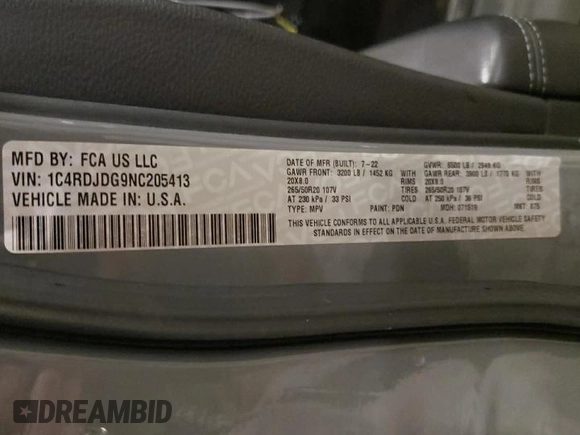 MFD BY: FCA US LLC
VIN: 1C4RDJDG9NC205413
VEHICLE MADE IN: U.S.A.
DATE OF MFR (BUILT): 7-22 GVWR: 6500 LB / 2948 KG
GAWR FRONT: 3200 LB / 1452 KG GAWR REAR: 3900 LB / 1770 KG
20X8.0 RIMS 20X8.0
265/50R20 107V TIRES 265/50R20 107V
AT 230 kPa / 33 PSI COLD AT 250 kPa / 36 PSI
TYPE: MPV PAINT: PDN MDH: 071519 MKT: 675
THIS VEHICLE CONFORMS TO ALL APPLICABLE U.S.A. FEDERAL MOTOR VEHICLE SAFETY
STANDARDS IN EFFECT ON THE DATE OF MANUFACTURE SHOWN ABOVE.
DREAMBID